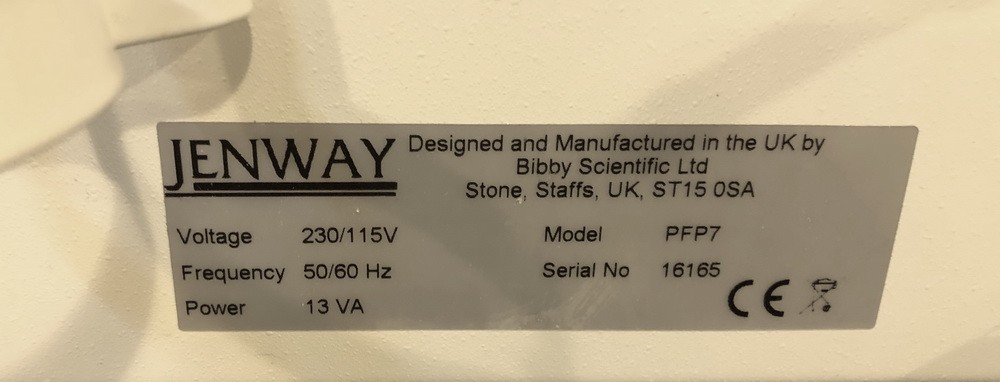 JENWAY
Designed and Manufactured in the UK by
Bibby Scientific Ltd
Stone, Staffs, UK, ST15 0SA
Voltage 230/115V
Model PFP7
Frequency 50/60 Hz
Serial No 16165
Power 13 VA
CE